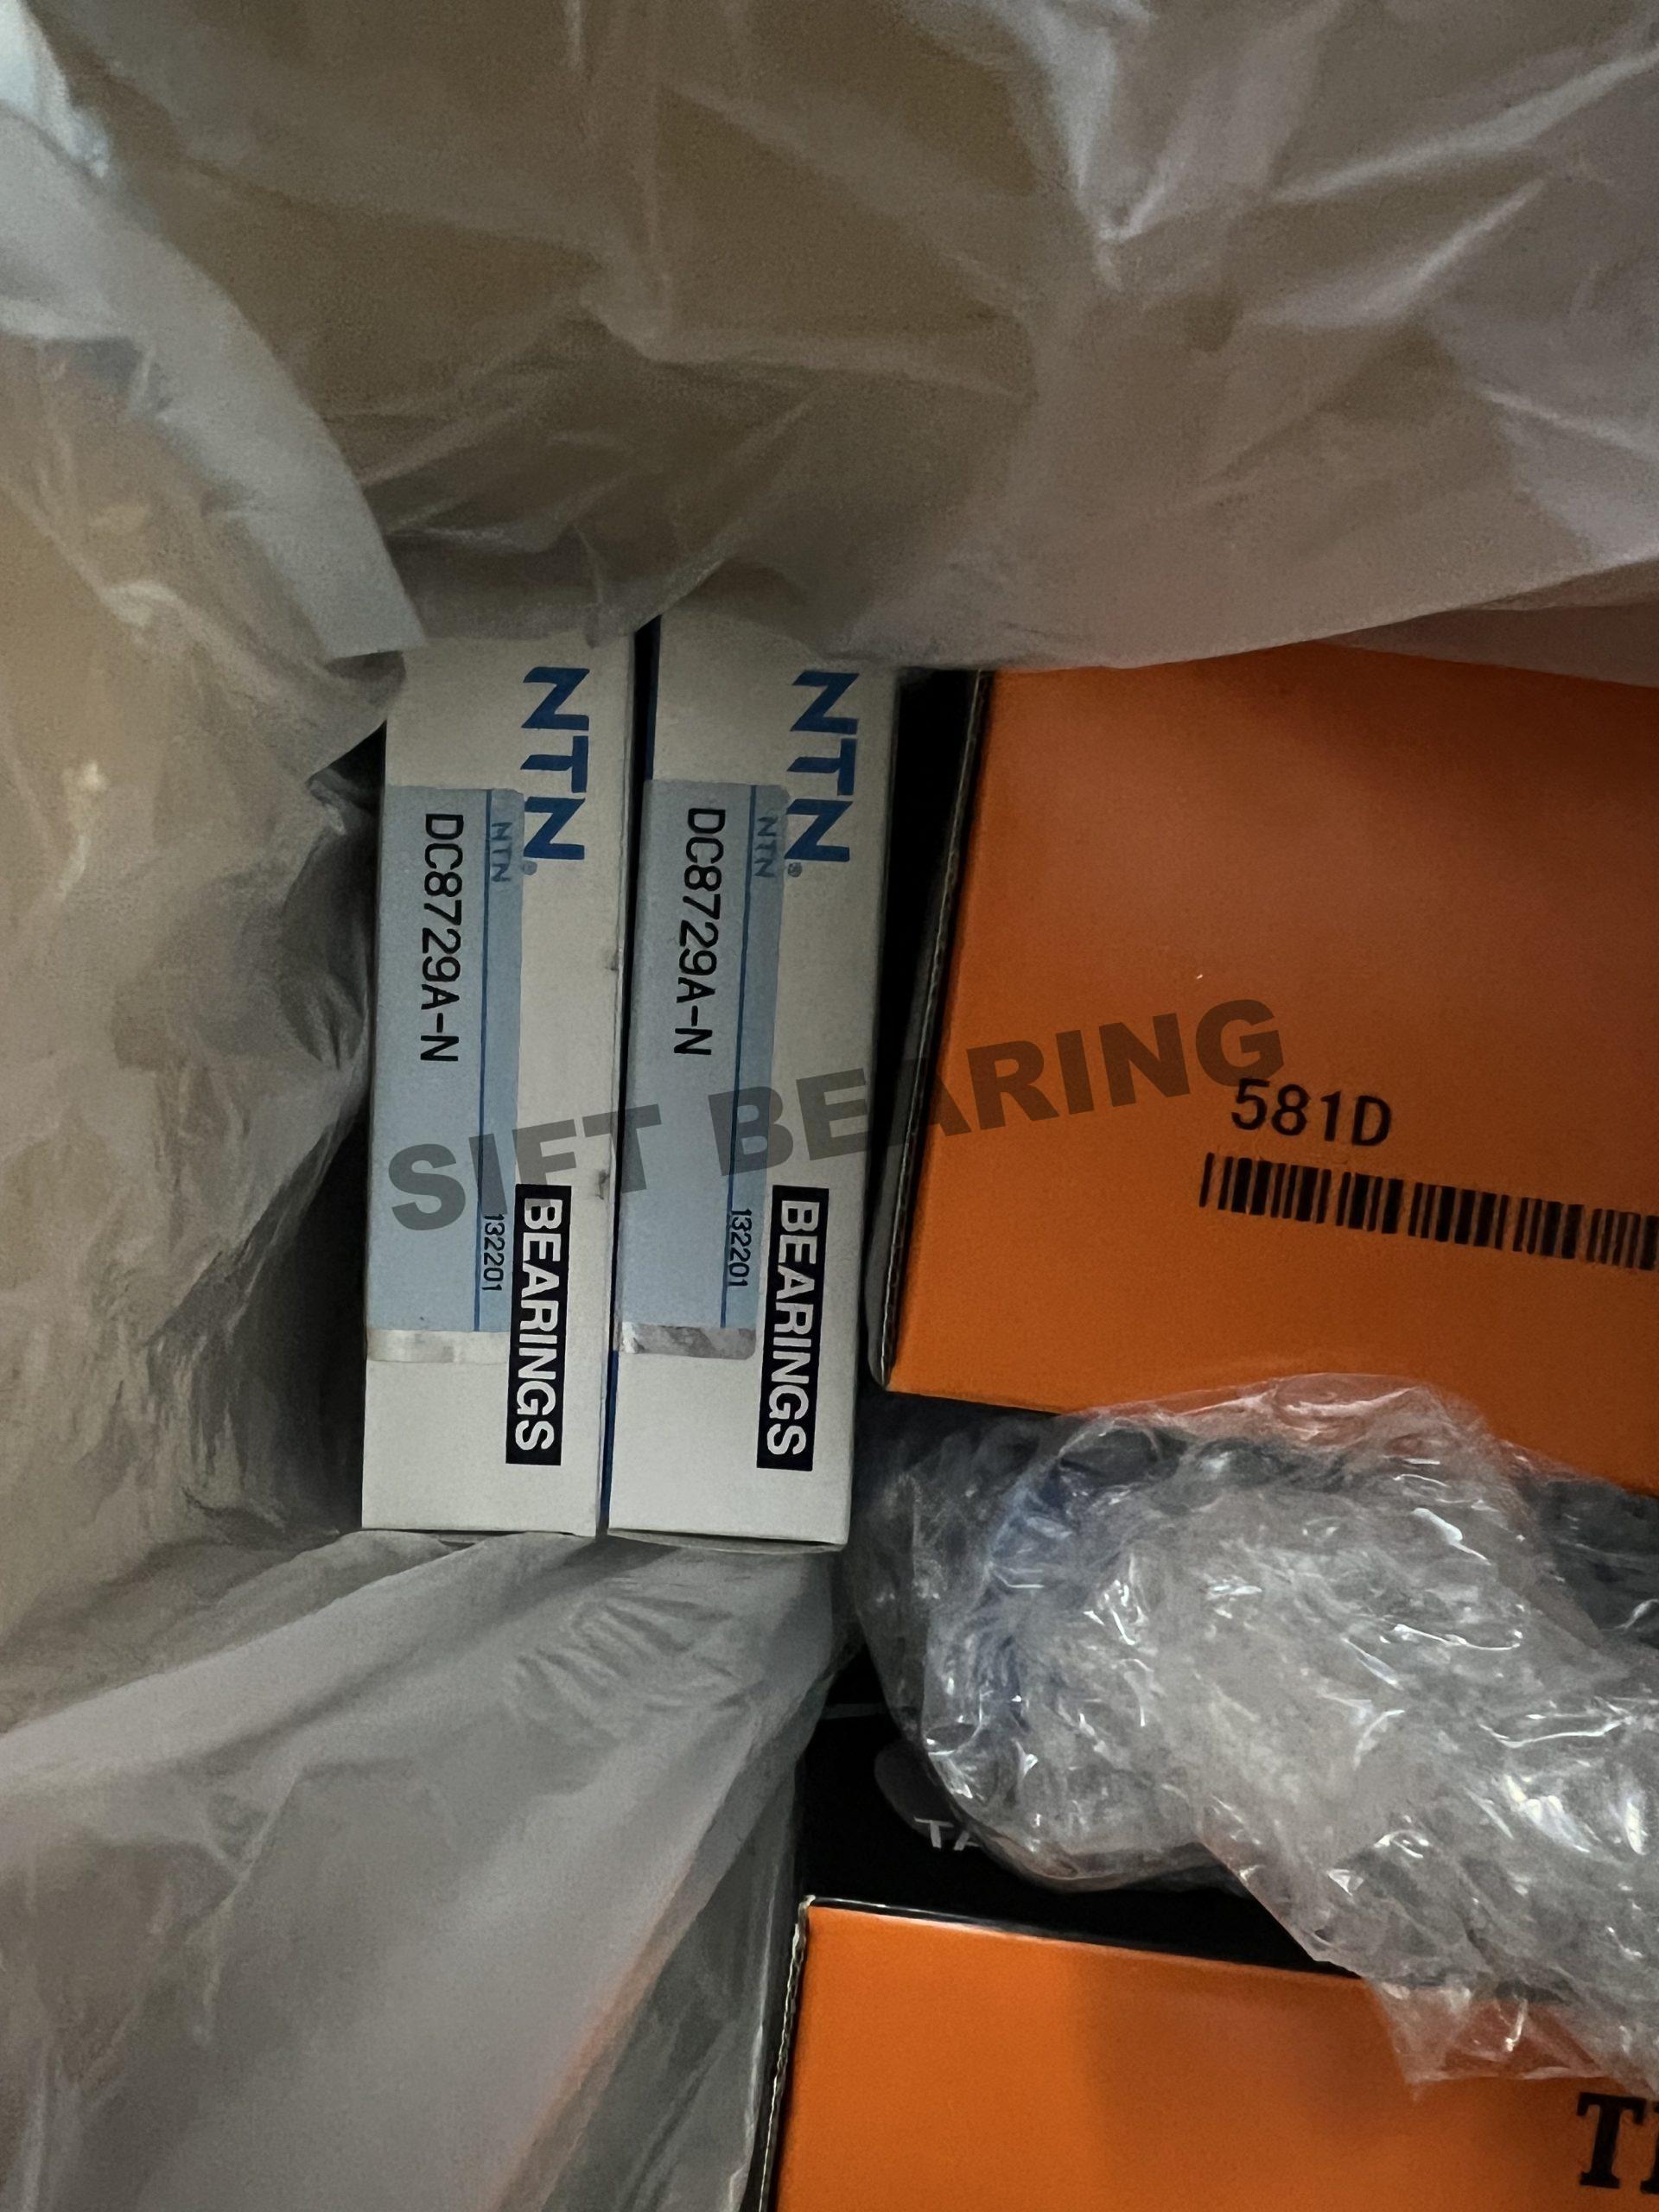 NTN®
NTN
DC8729A-N
132201
BEARINGS
NTN®
NTN
DC8729A-N
132201
BEARINGS
581D
SIFT BEARING